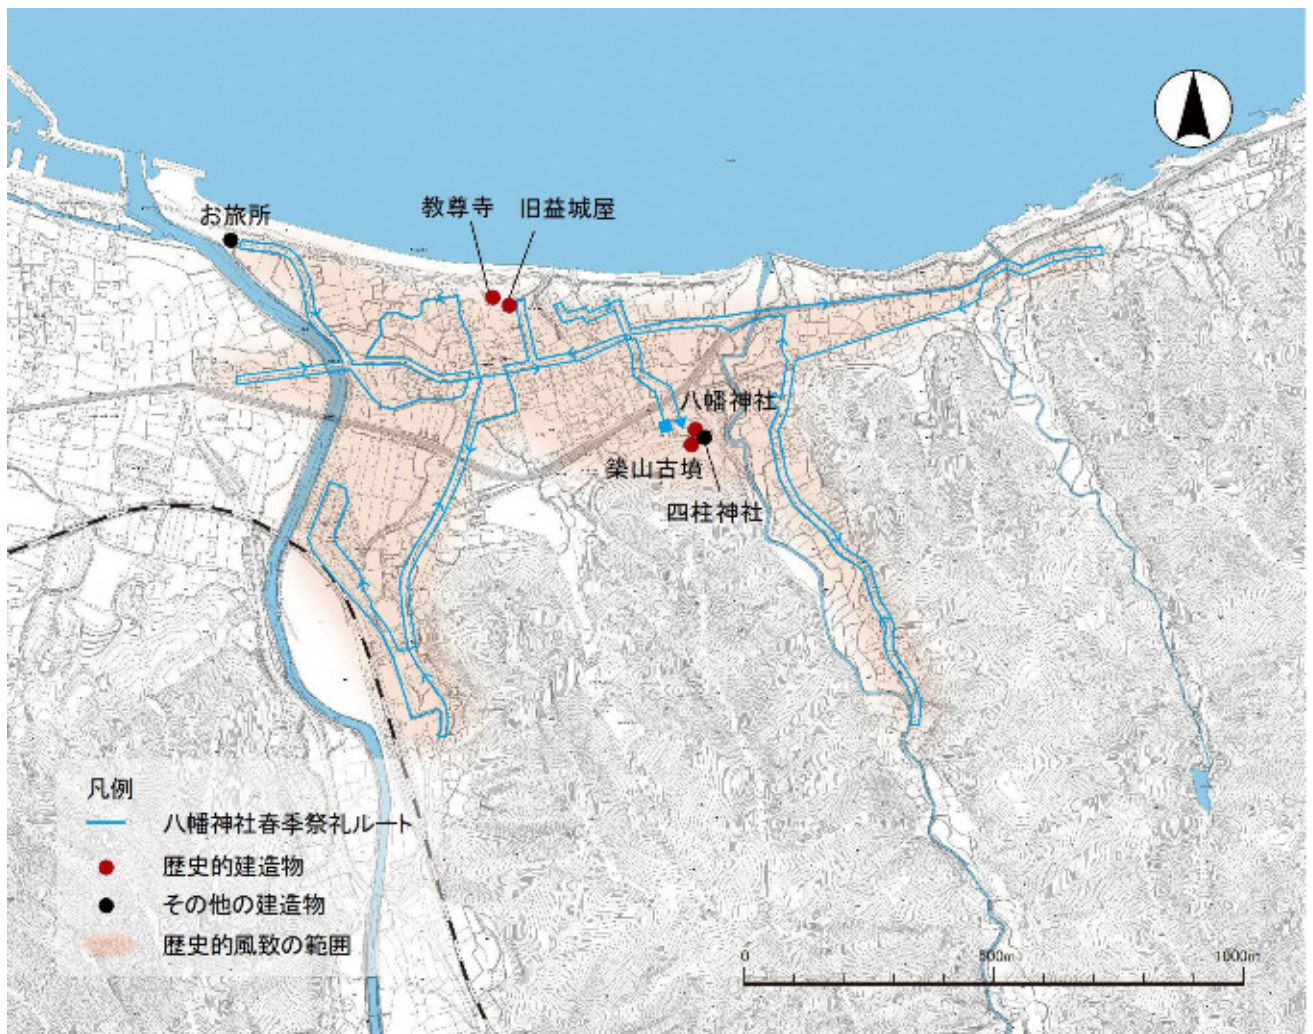 お旅所
教尊寺
旧益城屋
八幡神社
築山古墳
四柱神社
凡例
八幡神社春季祭礼ルート
歴史的建造物
その他の建造物
歴史的風致の範囲
0 500m 1000m